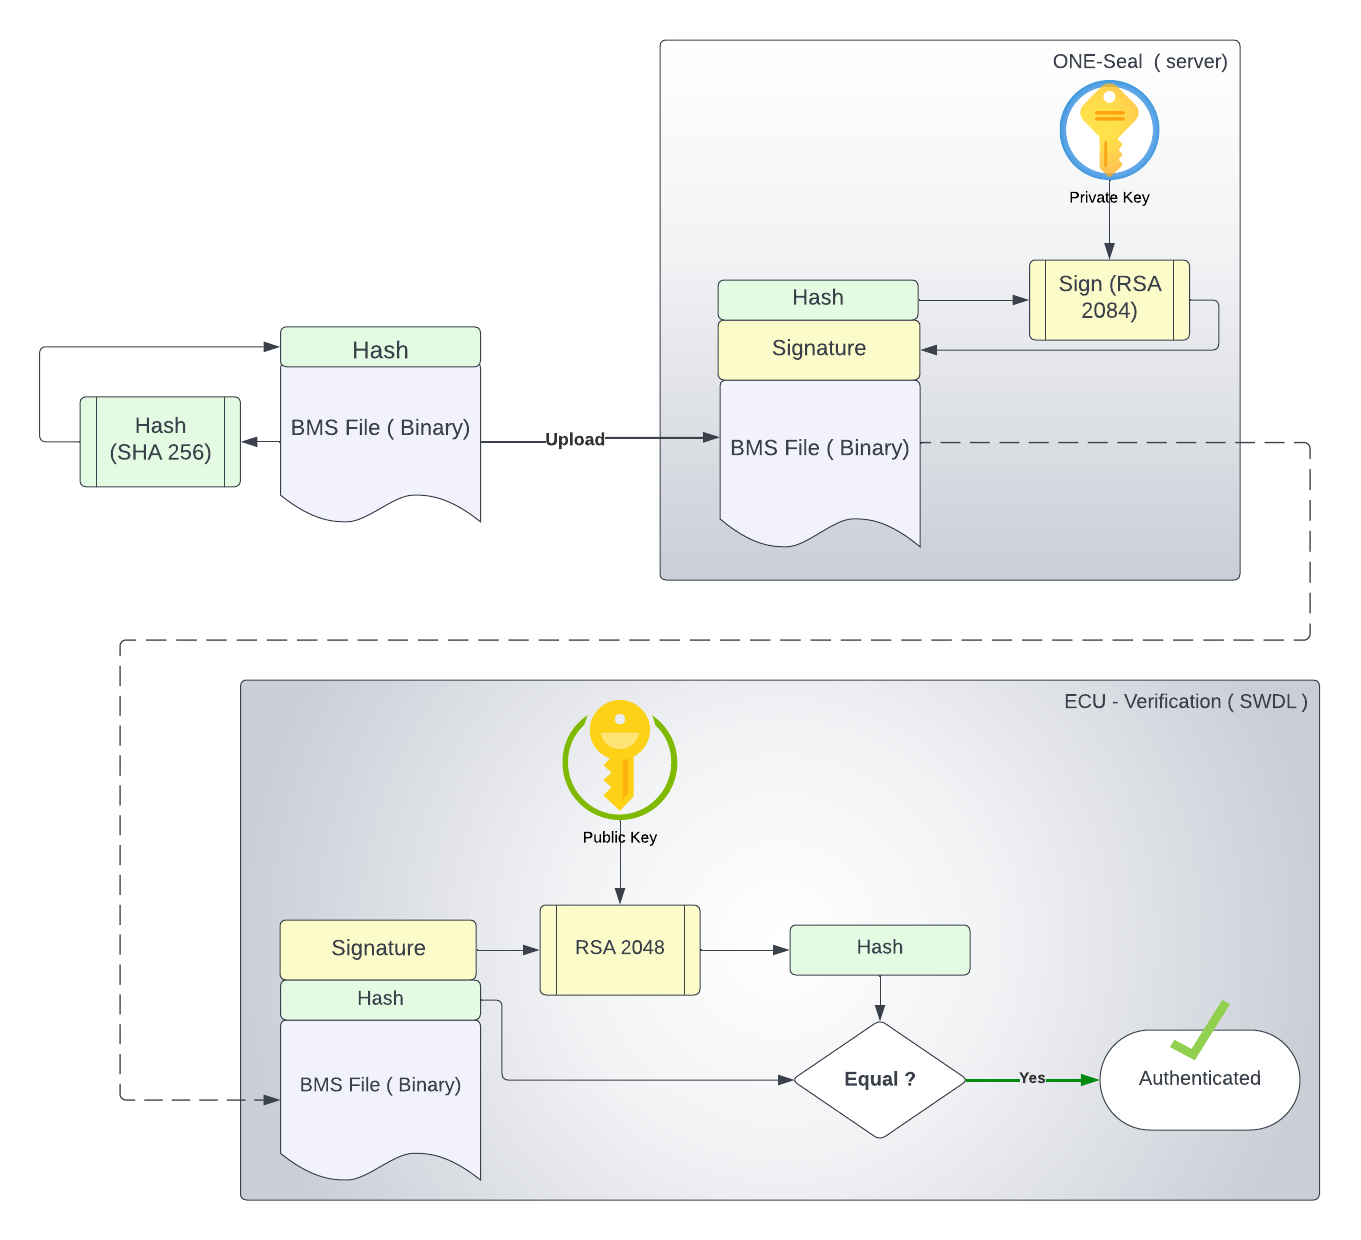 ONE-Seal  ( server)
Private Key
Sign (RSA
2084)
Hash
Signature
BMS File ( Binary)
Hash
BMS File ( Binary)
Hash
(SHA 256)
Upload
ECU - Verification ( SWDL )
Public Key
Signature
RSA 2048
Hash
Hash
BMS File ( Binary)
Equal ?
Yes
Authenticated